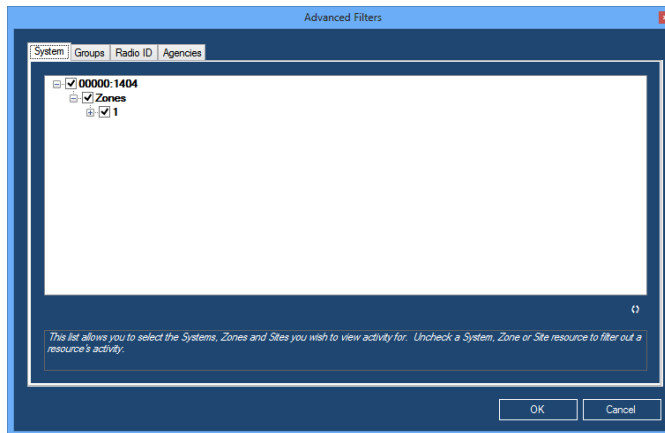 Advanced Filters
System Groups Radio ID Agencies
00000:1404
Zones
1
This list allows you to select the Systems, Zones and Sites you wish to view activity for. Uncheck a System, Zone or Site resource to filter out a
resource's activity.
OK Cancel